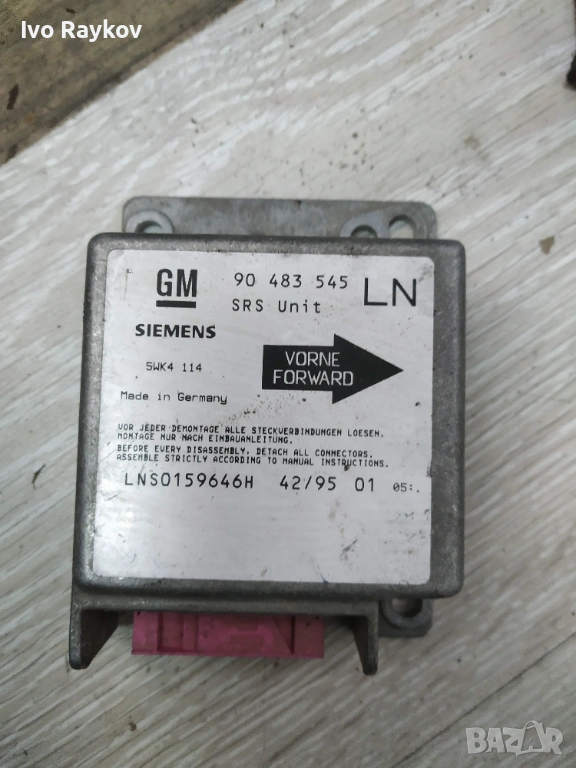 Ivo Raykov
GM 90 483 545 LN
SRS Unit
SIEMENS
5WK4 114
VORNE
FORWARD
Made in Germany
VOR JEDER DEMONTAGE ALLE STECKVERBINDUNGEN LOESEN.
MONTAGE NUR NACH EINBAUANLEITUNG.
BEFORE EVERY DISASSEMBLY, DETACH ALL CONNECTORS.
ASSEMBLE STRICTLY ACCORDING TO MANUAL INSTRUCTIONS.
LNS0159646H 42/95 01 05:.
BAZAR